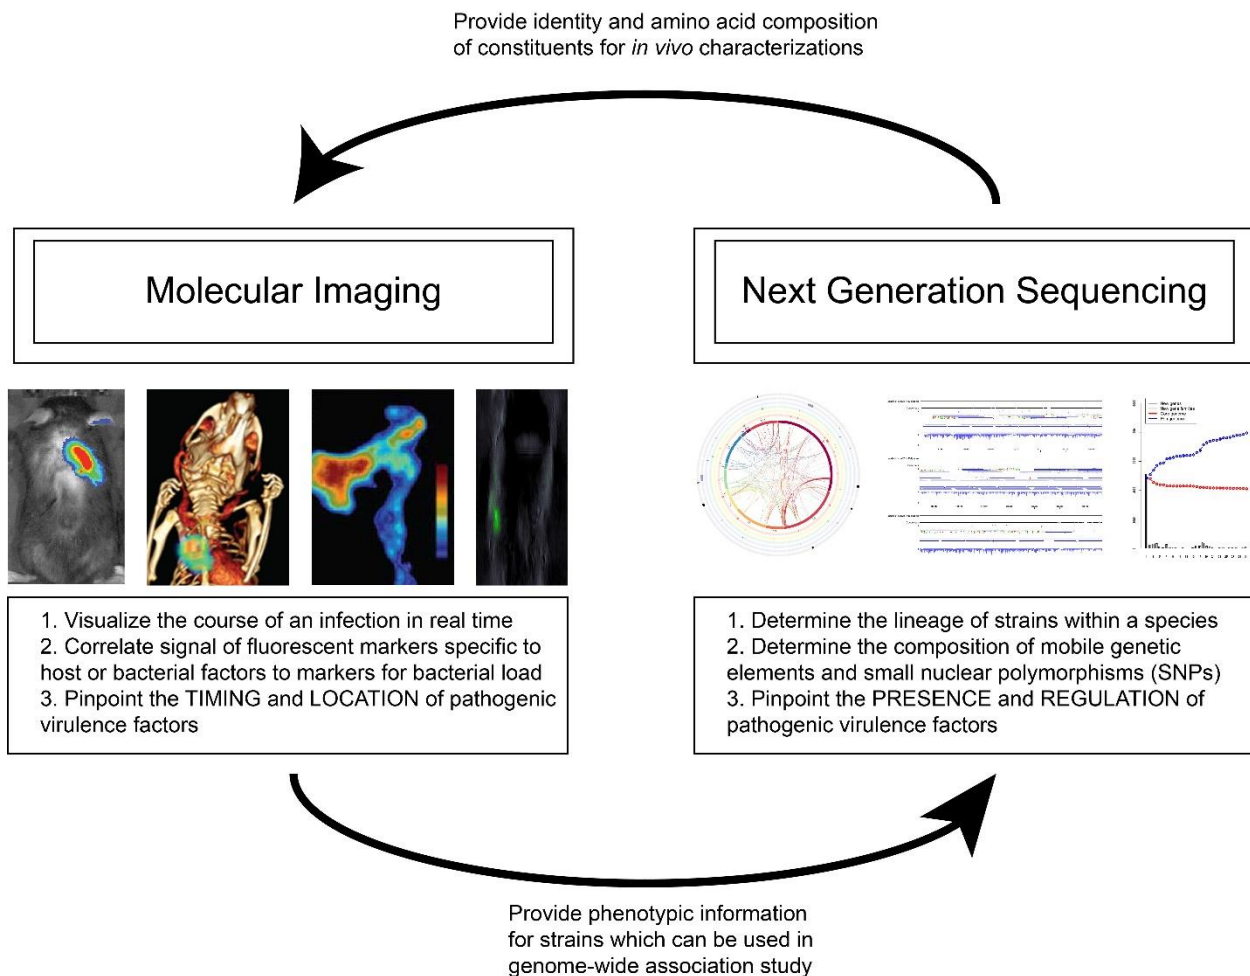 Provide identity and amino acid composition
of constituents for in vivo characterizations
Molecular Imaging
Next Generation Sequencing
1. Visualize the course of an infection in real time
2. Correlate signal of fluorescent markers specific to
host or bacterial factors to markers for bacterial load
3. Pinpoint the TIMING and LOCATION of pathogenic
virulence factors
1. Determine the lineage of strains within a species
2. Determine the composition of mobile genetic
elements and small nuclear polymorphisms (SNPs)
3. Pinpoint the PRESENCE and REGULATION of
pathogenic virulence factors
Provide phenotypic information
for strains which can be used in
genome-wide association study